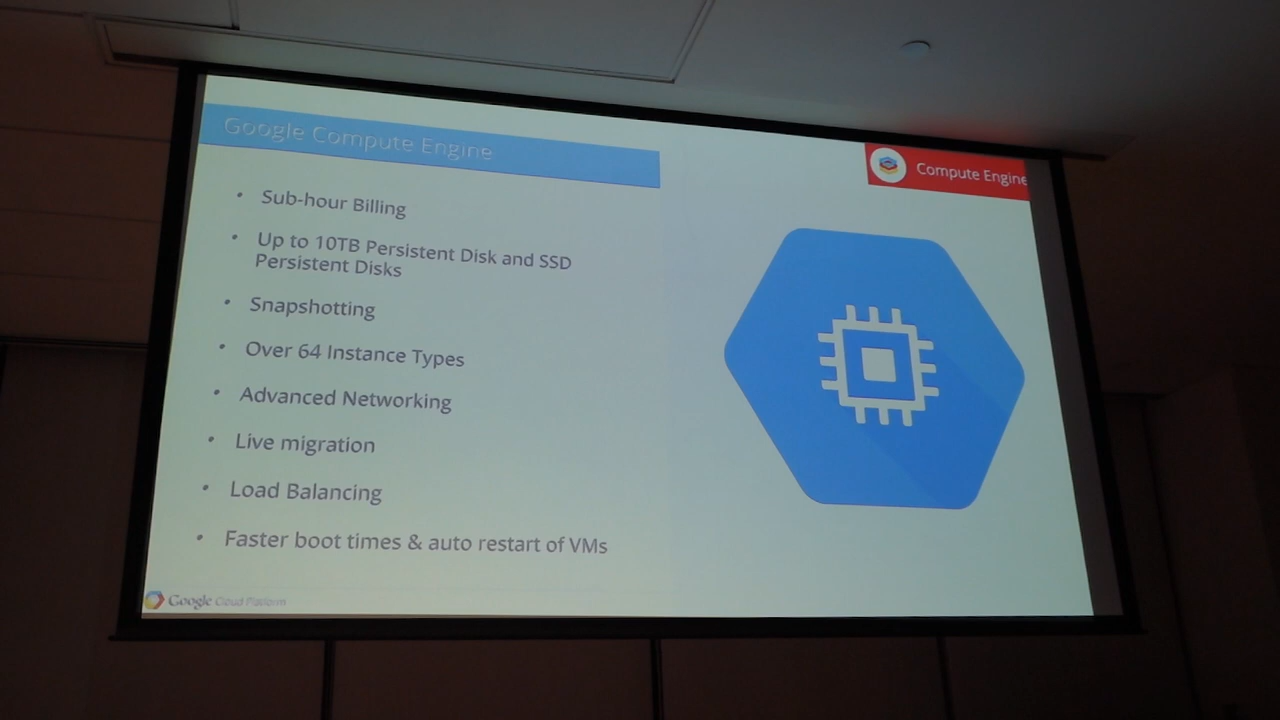 Google Compute Engine
Compute Engine
• Sub-hour Billing
• Up to 10TB Persistent Disk and SSD
Persistent Disks
• Snapshotting
• Over 64 Instance Types
• Advanced Networking
• Live migration
• Load Balancing
• Faster boot times & auto restart of VMs
Google Cloud Platform